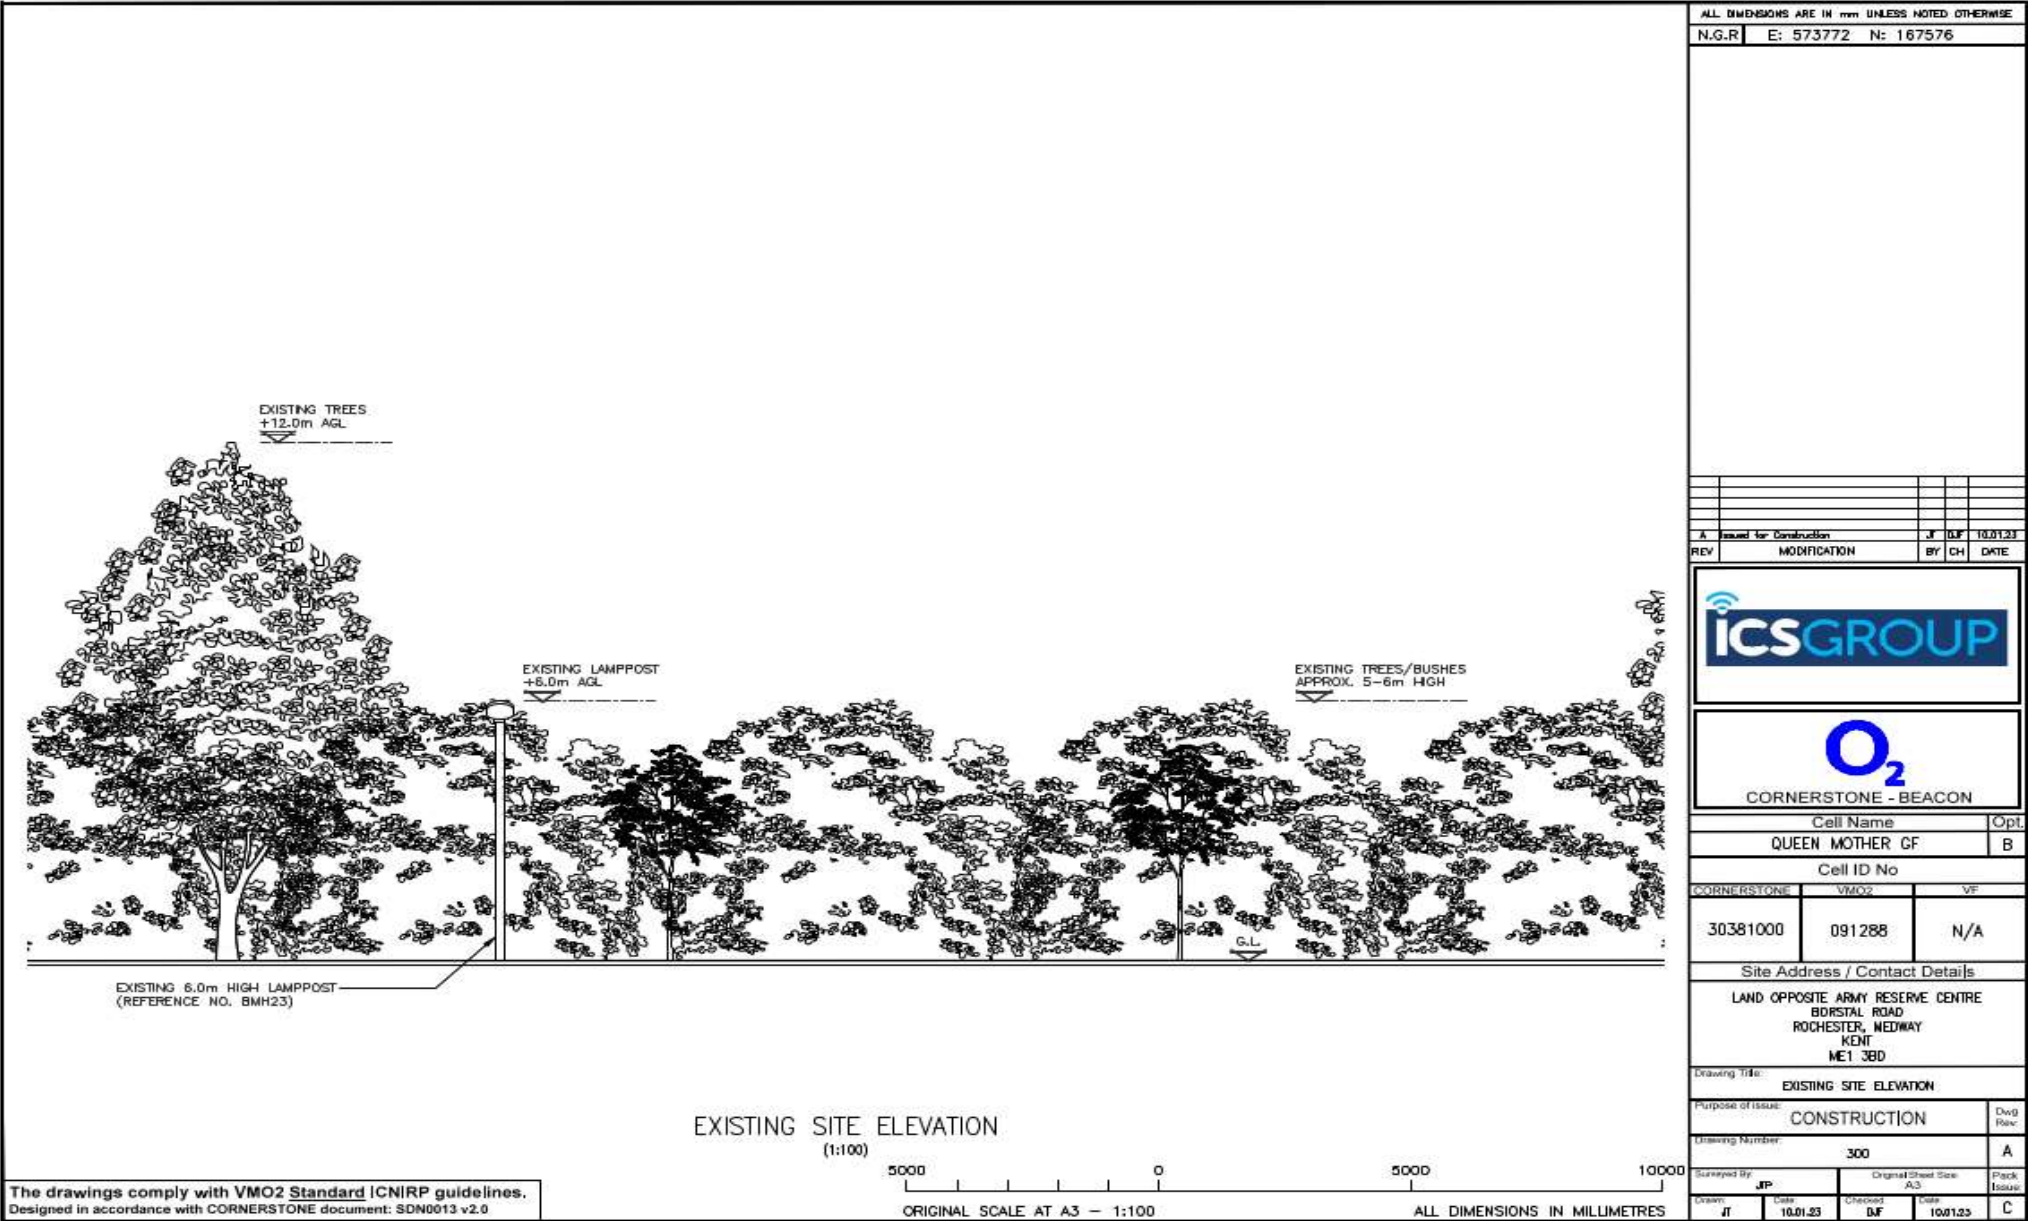 EXISTING TREES
+12.0m AGL
EXISTING LAMPPOST
+6.0m AGL
EXISTING TREES/BUSHES
APPROX. 5-6m HIGH
G.L.
EXISTING 6.0m HIGH LAMPPOST
(REFERENCE NO. BMH23)
EXISTING SITE ELEVATION
(1:100)
5000 0 5000 10000
ORIGINAL SCALE AT A3 - 1:100 ALL DIMENSIONS IN MILLIMETRES
The drawings comply with VMO2 Standard ICNIRP guidelines.
Designed in accordance with CORNERSTONE document: SDN0013 v2.0
ALL DIMENSIONS ARE IN mm UNLESS NOTED OTHERWISE
N.G.R E: 573772 N: 167576
A Issued for Construction JT DJF 10.01.23
REV MODIFICATION BY CH DATE
iCSGROUP
O2
CORNERSTONE - BEACON
Cell Name Opt.
QUEEN MOTHER GF B
Cell ID No
CORNERSTONE VMO2 VF
30381000 091288 N/A
Site Address / Contact Details
LAND OPPOSITE ARMY RESERVE CENTRE
BORSTAL ROAD
ROCHESTER, MEDWAY
KENT
ME1 3BD
Drawing Title:
EXISTING SITE ELEVATION
Purpose of issue:
CONSTRUCTION
Dwg
Rev:
Drawing Number:
300
A
Surveyed By: Original Sheet Size:
JTP A3
Pack
Issue:
Drawn: Date: Checked: Date:
JT 10.01.23 DJF 10.01.23
C